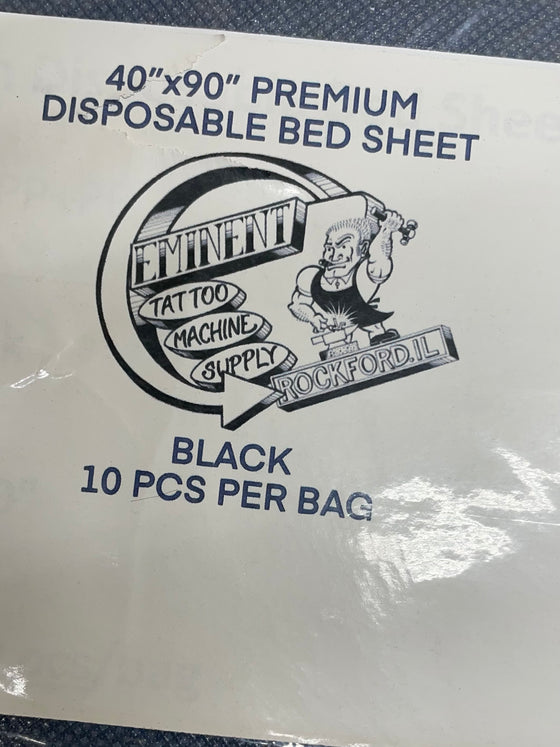 40"x90" PREMIUM
DISPOSABLE BED SHEET
EMINENT
TATTOO
MACHINE
SUPPLY
ROCKFORD.IL
BLACK
10 PCS PER BAG